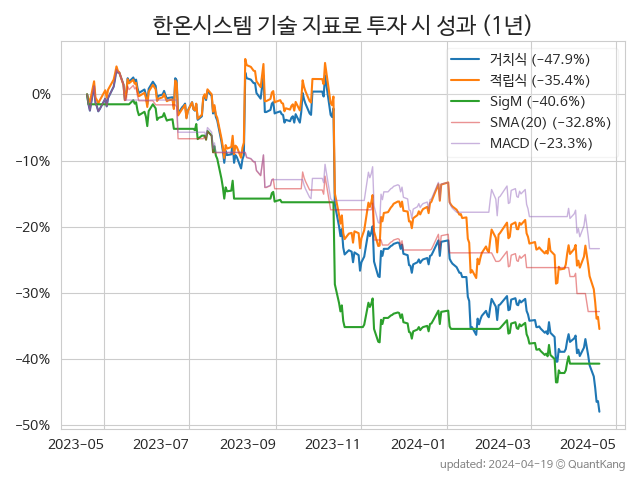 한온시스템 기술 지표로 투자 시 성과 (1년)
거치식 (−47.9%)
적립식 (−35.4%)
SigM (−40.6%)
SMA(20) (−32.8%)
MACD (−23.3%)
0%
−10%
−20%
−30%
−40%
−50%
2023-05 2023-07 2023-09 2023-11 2024-01 2024-03 2024-05
updated: 2024-04-19 © QuantKang